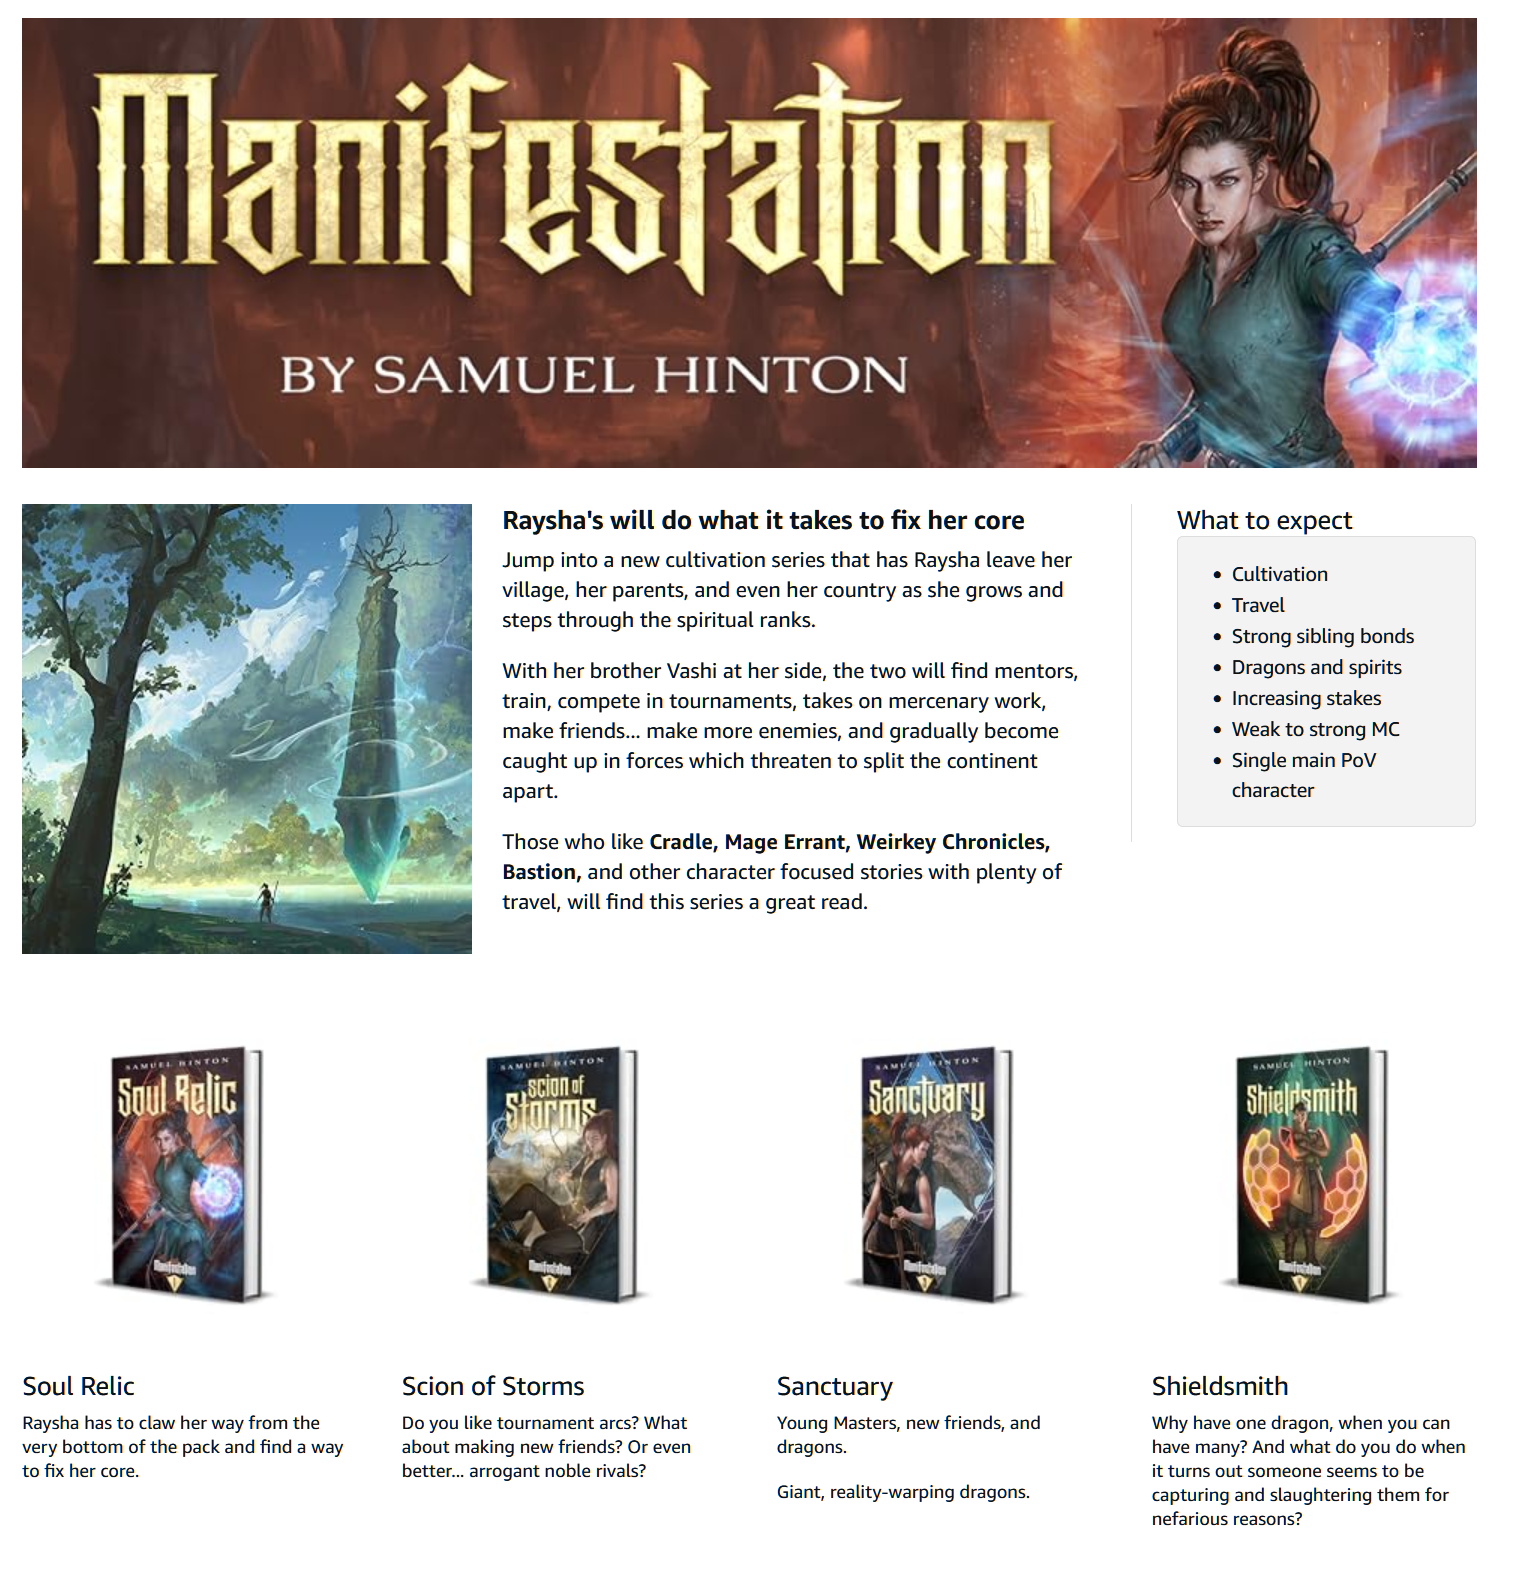 Manifestation
BY SAMUEL HINTON
Raysha's will do what it takes to fix her core
Jump into a new cultivation series that has Raysha leave her
village, her parents, and even her country as she grows and
steps through the spiritual ranks.
With her brother Vashi at her side, the two will find mentors,
train, compete in tournaments, takes on mercenary work,
make friends... make more enemies, and gradually become
caught up in forces which threaten to split the continent
apart.
Those who like Cradle, Mage Errant, Weirkey Chronicles,
Bastion, and other character focused stories with plenty of
travel, will find this series a great read.
What to expect
• Cultivation
• Travel
• Strong sibling bonds
• Dragons and spirits
• Increasing stakes
• Weak to strong MC
• Single main PoV
character
SAMUEL HINTON
Soul Relic
Manifestation
1
SAMUEL HINTON
Scion of
Storms
Manifestation
2
SAMUEL HINTON
Sanctuary
Manifestation
3
SAMUEL HINTON
Shieldsmith
Manifestation
4
Soul Relic
Raysha has to claw her way from the
very bottom of the pack and find a way
to fix her core.
Scion of Storms
Do you like tournament arcs? What
about making new friends? Or even
better... arrogant noble rivals?
Sanctuary
Young Masters, new friends, and
dragons.
Giant, reality-warping dragons.
Shieldsmith
Why have one dragon, when you can
have many? And what do you do when
it turns out someone seems to be
capturing and slaughtering them for
nefarious reasons?